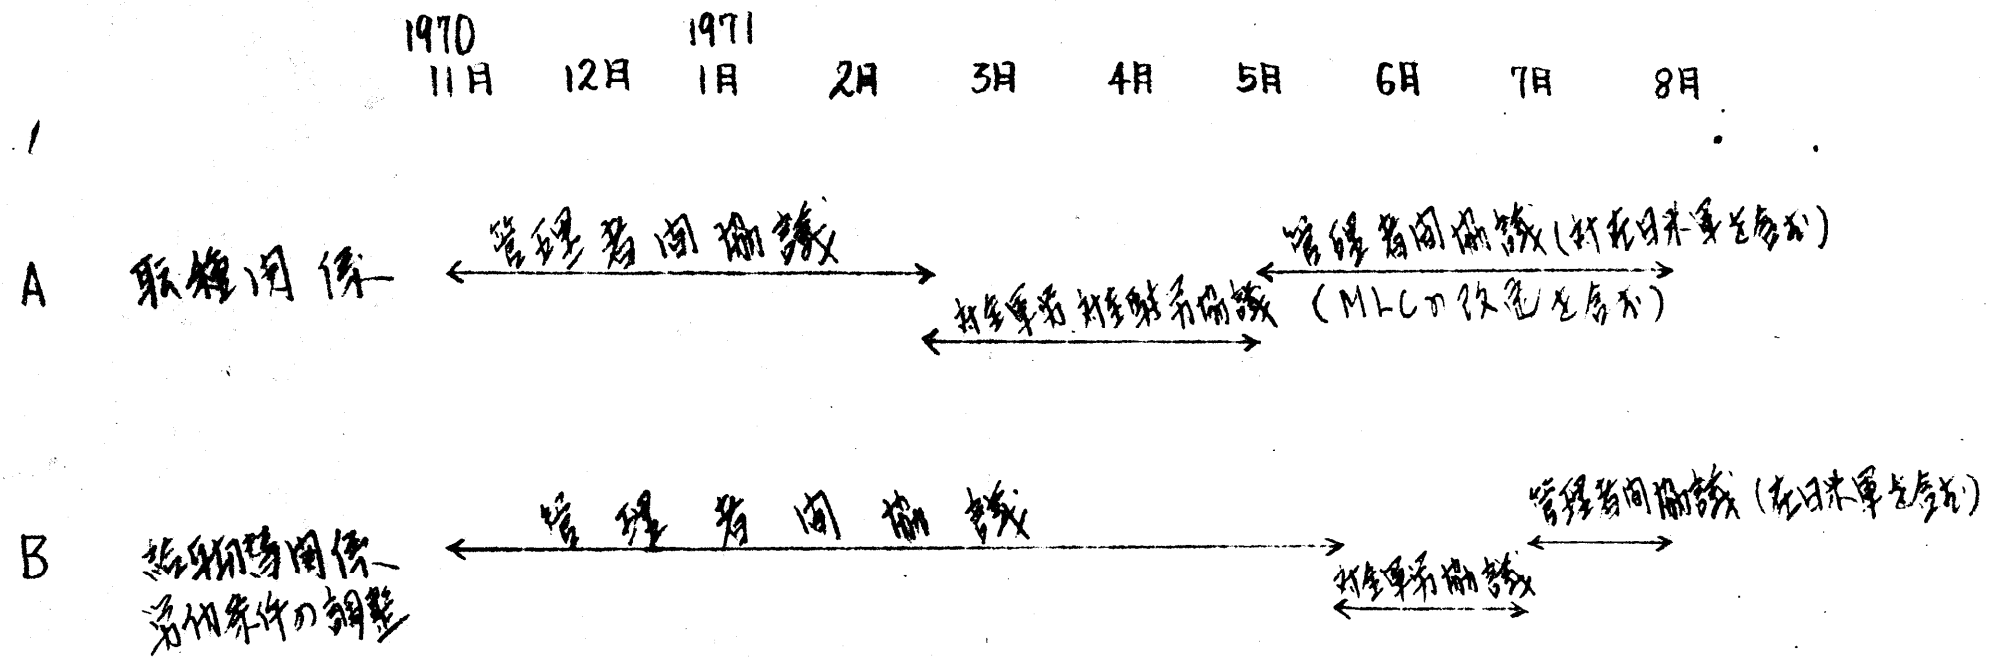 1970 1971
11月 12月 1月 2月 3月 4月 5月 6月 7月 8月
A 職種関係 管理者間協議 管理者間協議(対在日米軍を含む)
対全軍労 対全駐労協議 (MLCの改定を含む)
B 給与関係 管理者間協議 管理者間協議(在日米軍を含む)
労働条件の調整 対全軍労協議